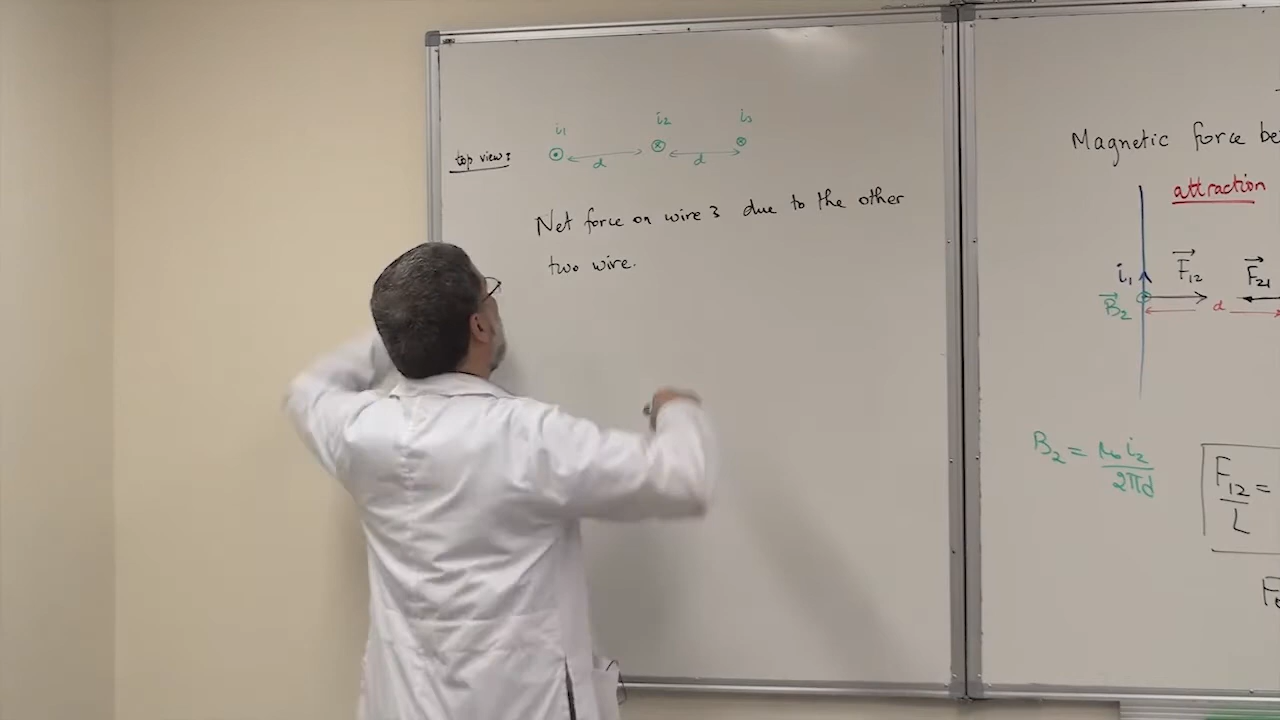 i₁ i₂ i₃
top view :
d d
Net force on wire 3 due to the other
two wire.
Magnetic force
attraction
i₁ F₁₂ F₂₁
B₂ d
B₂ = μ₀ i₂ / 2πd
F₁₂ / L =